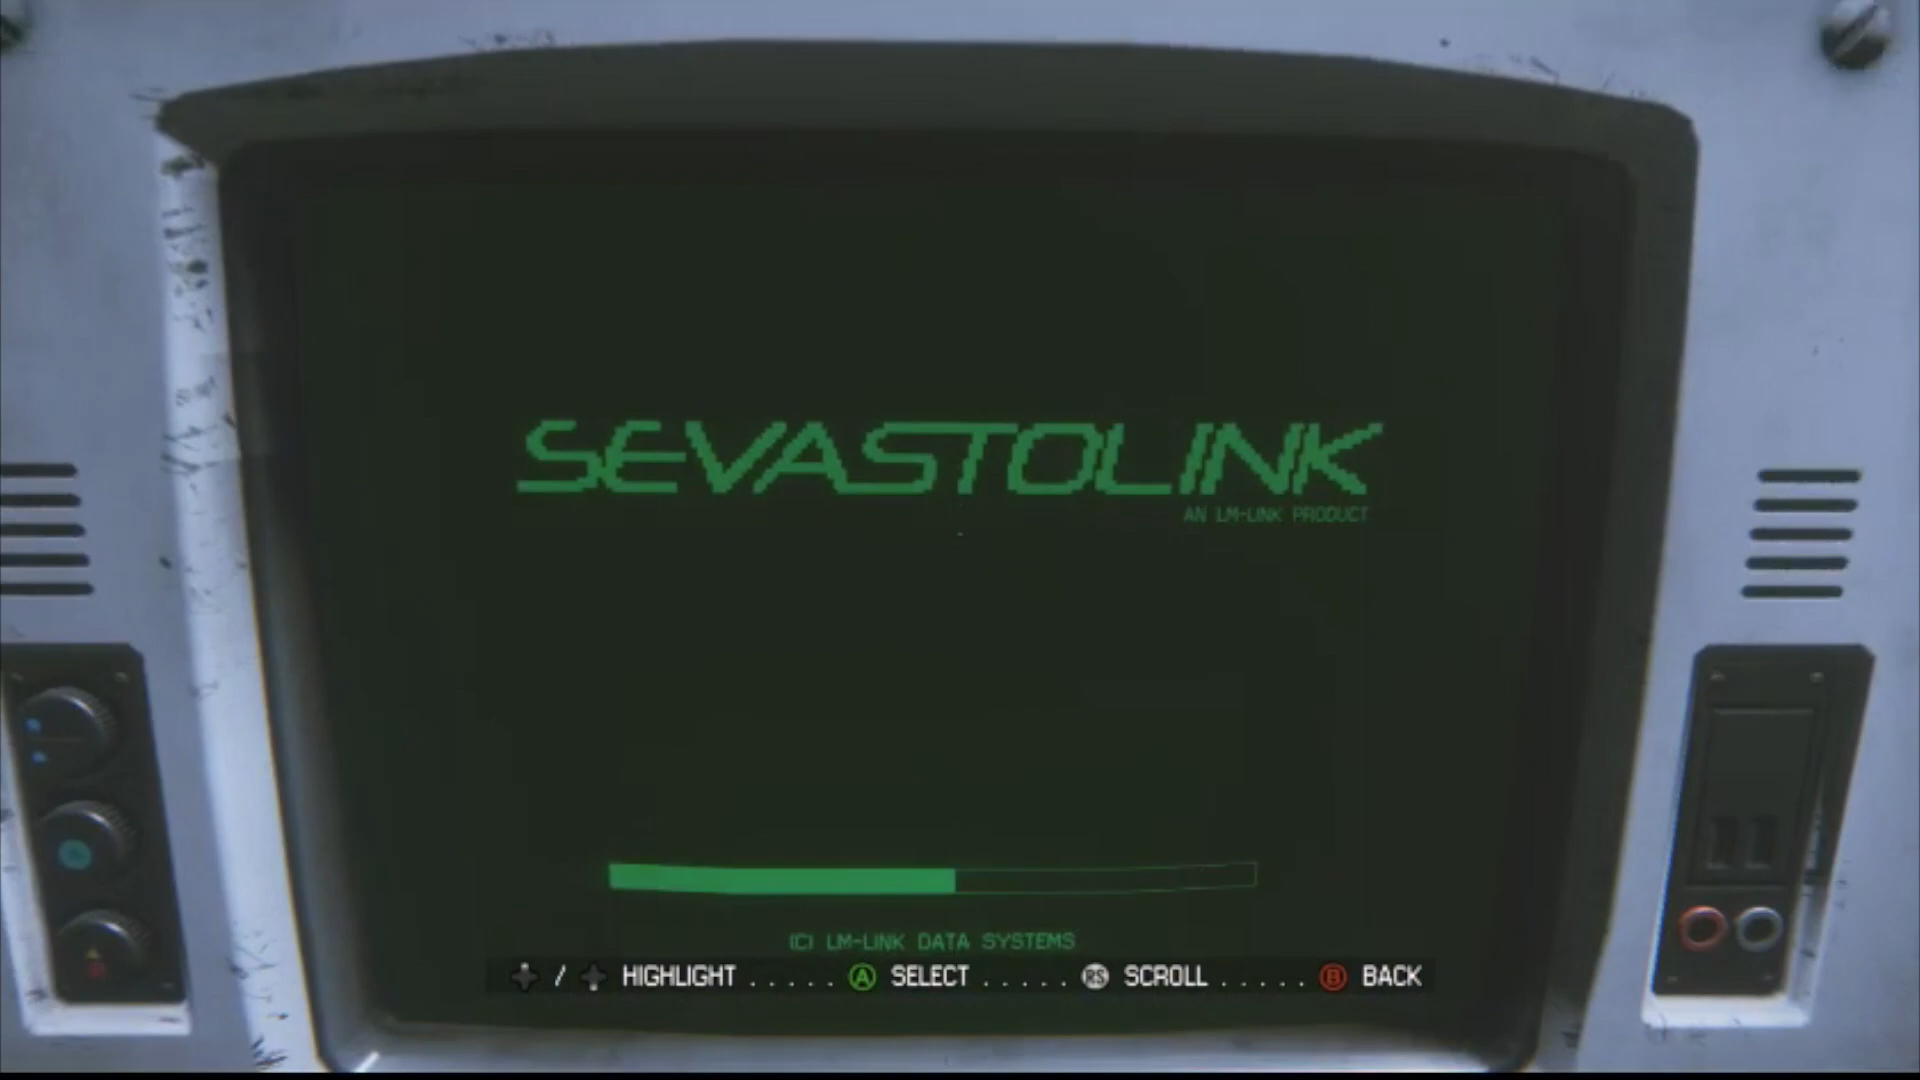 SEVASTOLINK
AN LM-LINK PRODUCT
(C) LM-LINK DATA SYSTEMS
/ HIGHLIGHT . . . . . A SELECT . . . . . RS SCROLL . . . . . B BACK